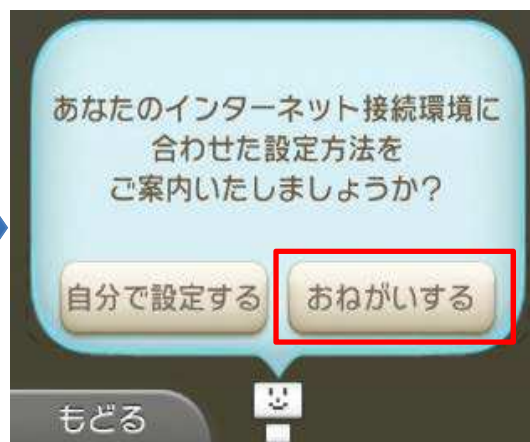 あなたのインターネット接続環境に
合わせた設定方法を
ご案内いたしましょうか?
自分で設定する
おねがいする
もどる